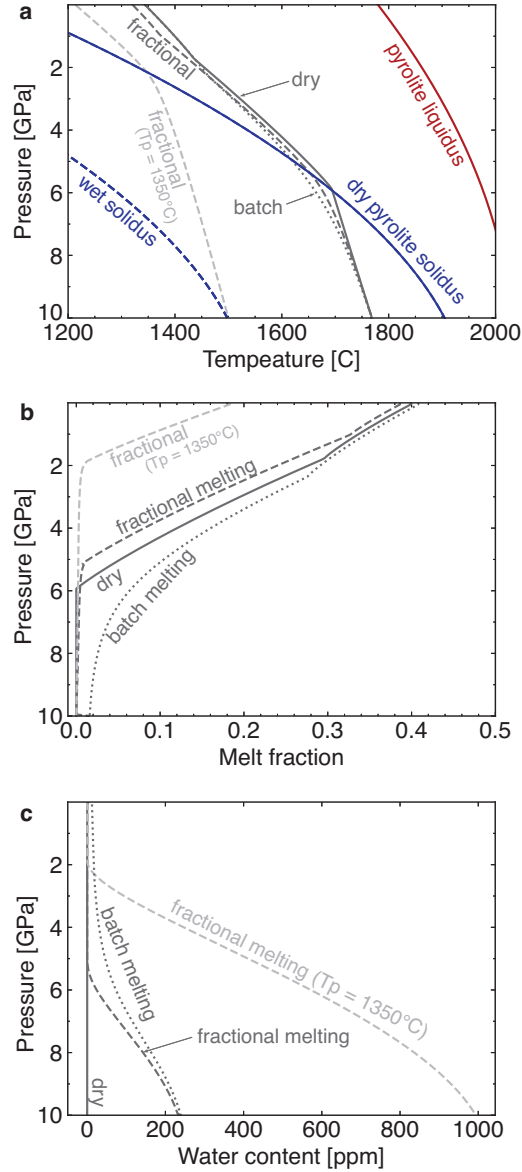 a
fractional
dry
pyrolite liquidus
fractional
(Tp = 1350°C)
wet solidus
batch
dry pyrolite solidus
Pressure [GPa]
2
4
6
8
10
1200
1400
1600
1800
2000
Tempeature [C]
b
fractional
(Tp = 1350°C)
fractional melting
dry
batch melting
Pressure [GPa]
2
4
6
8
10
0.0
0.1
0.2
0.3
0.4
0.5
Melt fraction
c
fractional melting (Tp = 1350°C)
batch melting
fractional melting
dry
Pressure [GPa]
2
4
6
8
10
0
200
400
600
800
1000
Water content [ppm]